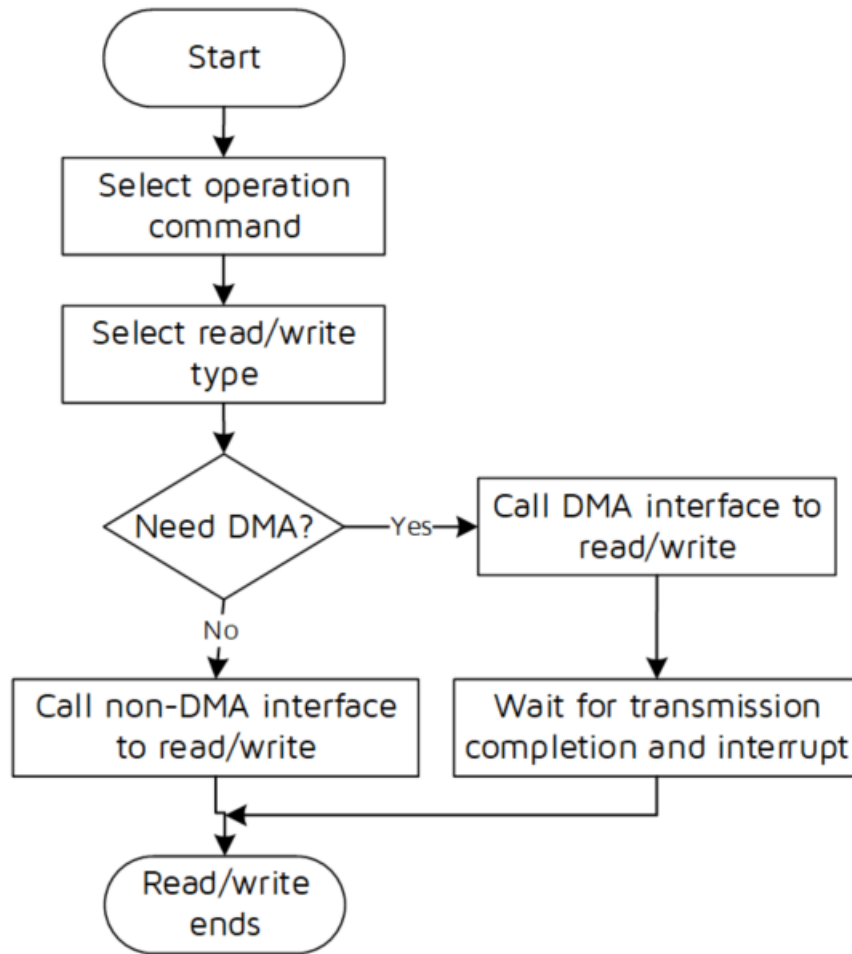 Start
Select operation
command
Select read/write
type
Need DMA?
Yes
Call DMA interface to
read/write
No
Call non-DMA interface
to read/write
Wait for transmission
completion and interrupt
Read/write
ends